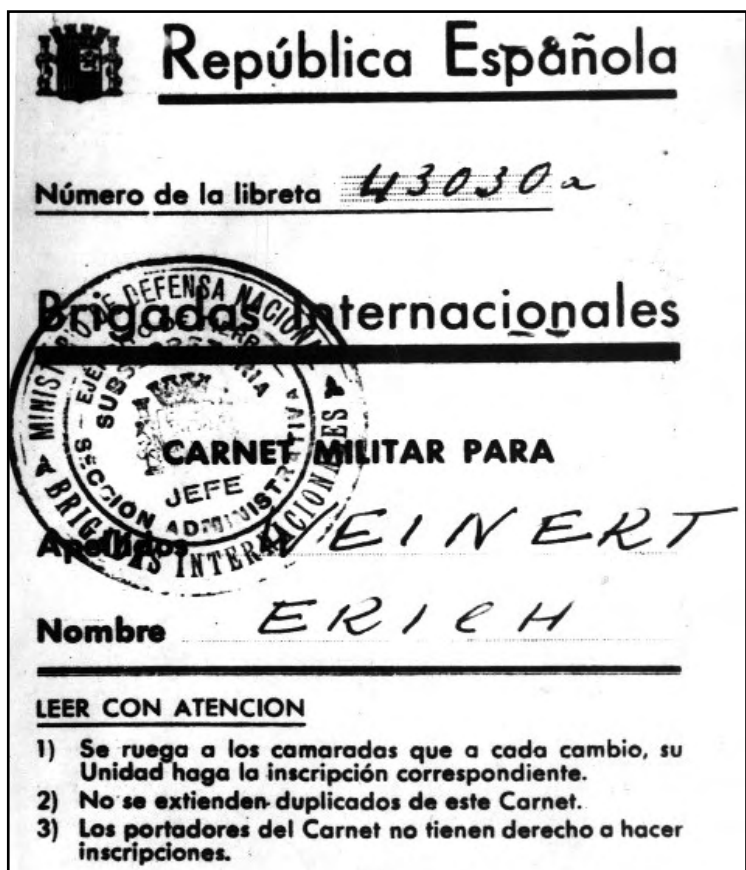 República Española
Número de la libreta 43030a
Brigadas Internacionales
MINISTERIO DE DEFENSA NACIONAL
BRIGADAS INTERNACIONALES
EJERCITO DE TIERRA
SUBSECRETARIA
SECCIÓN ADMINISTRATIVA
JEFE
CARNET MILITAR PARA
Apellidos WEINERT
Nombre ERICH
LEER CON ATENCION
1) Se ruega a los camaradas que a cada cambio, su
Unidad haga la inscripción correspondiente.
2) No se extienden duplicados de este Carnet.
3) Los portadores del Carnet no tienen derecho a hacer
inscripciones.